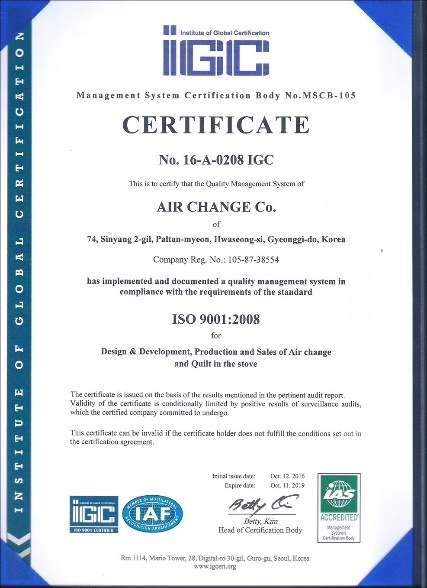 INSTITUTE OF GLOBAL CERTIFICATION
Institute of Global Certification
iGC
Management System Certification Body No.MSCB-105
CERTIFICATE
No. 16-A-0208 IGC
This is to certify that the Quality Management System of
AIR CHANGE Co.
of
74, Sinyang 2-gil, Paltan-myeon, Hwaseong-si, Gyeonggi-do, Korea
Company Reg. No.: 105-87-38554
has implemented and documented a quality management system in
compliance with the requirements of the standard
ISO 9001:2008
for
Design & Development, Production and Sales of Air change
and Quilt in the stove
The certificate is issued on the basis of the results mentioned in the pertinent audit report.
Validity of the certificate is conditionally limited by positive results of surveillance audits,
which the certified company committed to undergo.
This certificate can be invalid if the certificate holder does not fulfill the conditions set out in
the certification agreement.
Initial issue date: Oct. 12, 2016
Expire date: Oct. 11, 2019
Betty, Kim
Head of Certification Body
iGC
ISO 9001 CERTIFIED
IAF
IAS
ACCREDITED
Management
Systems
Certification Body
Rm 1114, Mario Tower, 28, Digital-ro 30-gil, Guro-gu, Seoul, Korea
www.igcert.org